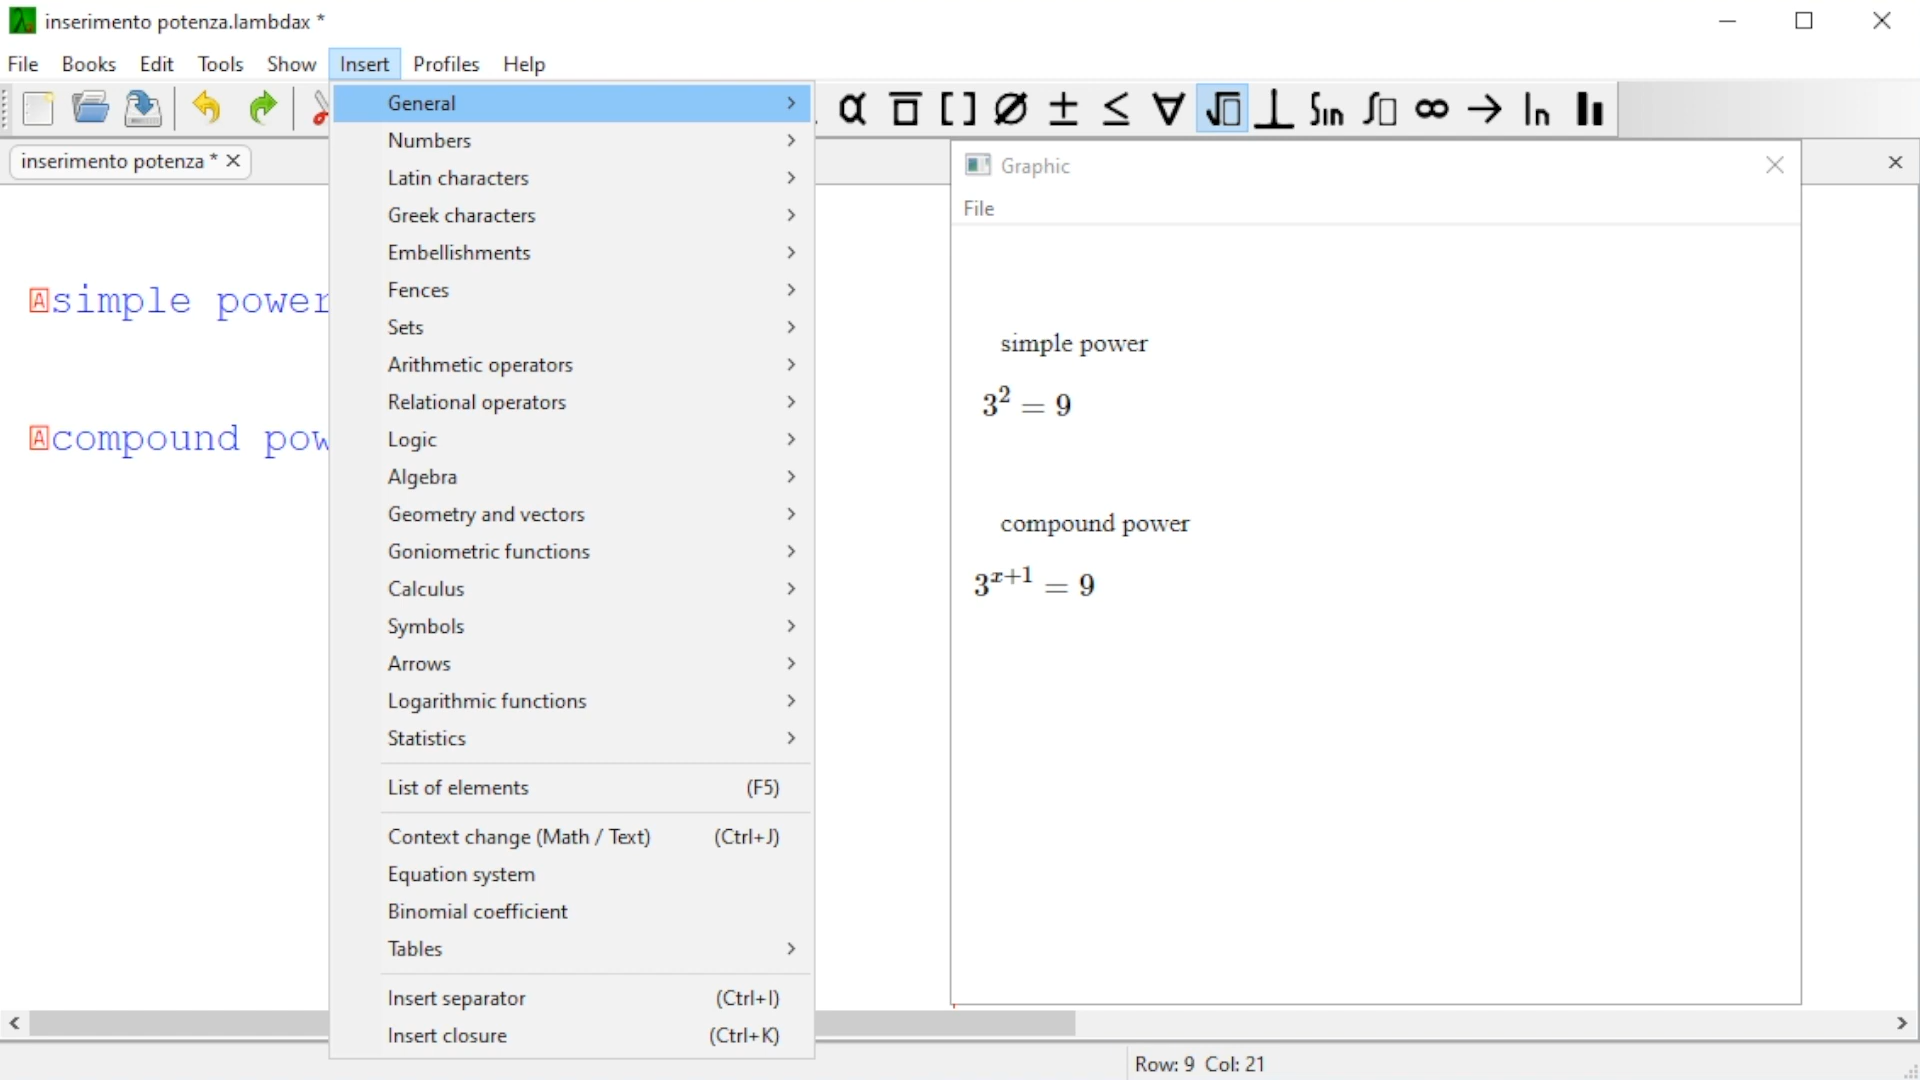 inserimento potenza.lambdax *
File Books Edit Tools Show Insert Profiles Help
α [ ] Ø ± ≤ ∀ √ ⊥ Sin ∫ ∞ → ln
inserimento potenza *
General
Numbers
Latin characters
Greek characters
Embellishments
Fences
Sets
Arithmetic operators
Relational operators
Logic
Algebra
Geometry and vectors
Goniometric functions
Calculus
Symbols
Arrows
Logarithmic functions
Statistics
List of elements (F5)
Context change (Math / Text) (Ctrl+J)
Equation system
Binomial coefficient
Tables
Insert separator (Ctrl+I)
Insert closure (Ctrl+K)
A simple power
A compound pow
Graphic
File
simple power
3² = 9
compound power
3^{x+1} = 9
Row: 9 Col: 21